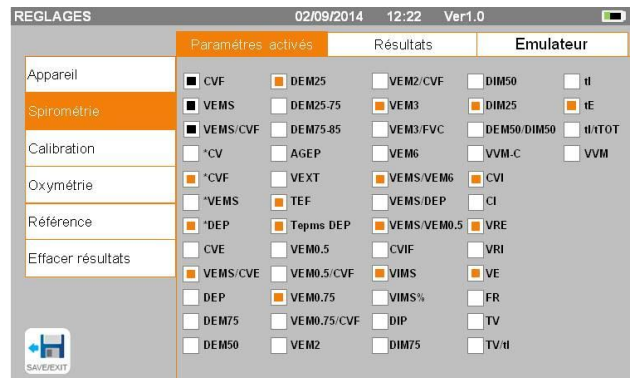 REGLAGES 02/09/2014 12:22 Ver1.0
Paramètres activés Résultats Emulateur
Appareil
Spirométrie
Calibration
Oxymétrie
Référence
Effacer résultats
SAVE/EXIT
CVF DEM25 VEM2/CVF DIM50 tI
VEMS DEM25-75 VEM3 DIM25 tE
VEMS/CVF DEM75-85 VEM3/FVC DEM50/DIM50 tI/tTOT
*CV AGEP VEM6 VVM-C VVM
*CVF VEXT VEMS/VEM6 CVI
*VEMS TEF VEMS/DEP CI
*DEP Tepms DEP VEMS/VEM0.5 VRE
CVE VEM0.5 CVIF VRI
VEMS/CVE VEM0.5/CVF VIMS VE
DEP VEM0.75 VIMS% FR
DEM75 VEM0.75/CVF DIP TV
DEM50 VEM2 DIM75 TV/tI